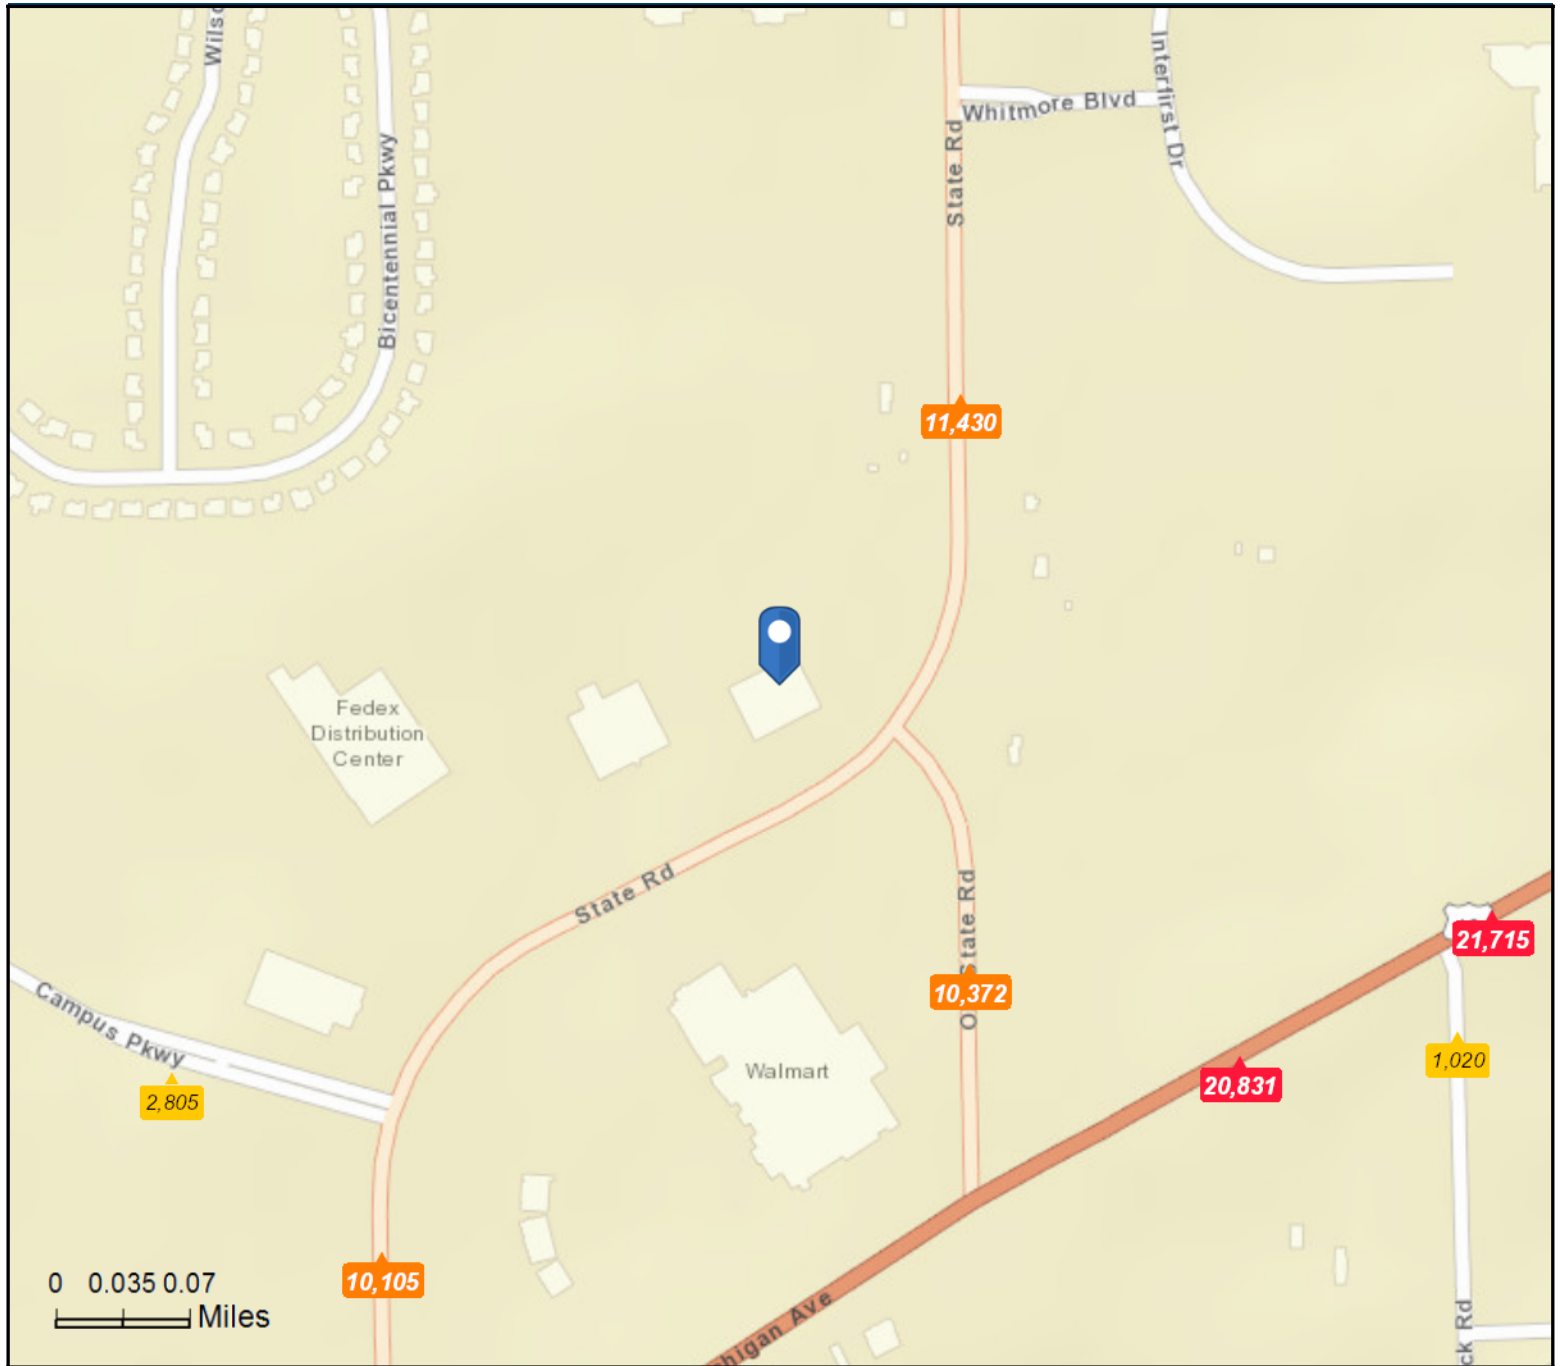 Interfirst Dr
Whitmore Blvd
State Rd
Bicentennial Pkwy
11,430
Fedex
Distribution
Center
State Rd
State Rd
21,715
10,372
Campus Pkwy
1,020
Walmart
20,831
2,805
10,105
0 0.035 0.07
Miles
Ave
Rd